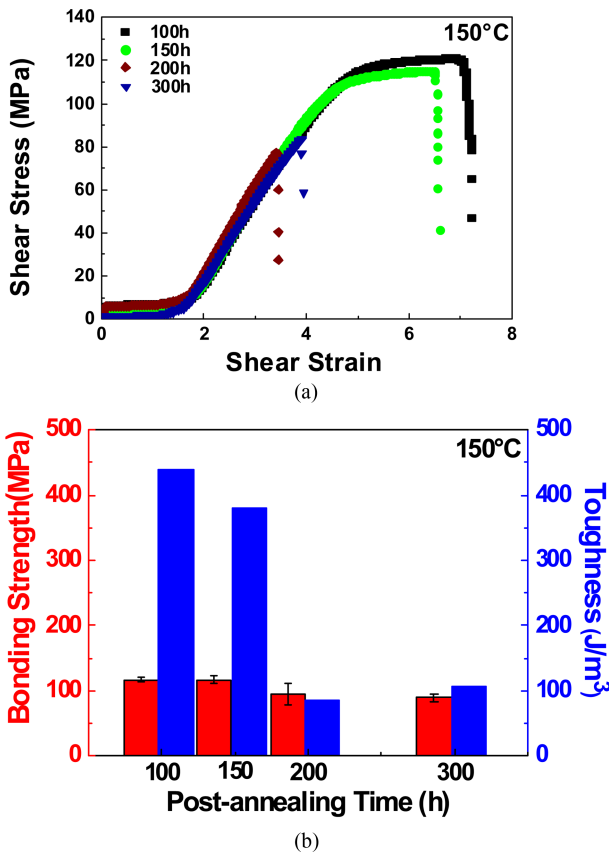 140
120
100
80
60
40
20
0
Shear Stress (MPa)
100h
150h
200h
300h
150°C
0 2 4 6 8
Shear Strain
(a)
500
400
300
200
100
0
Bonding Strength(MPa)
150°C
500
400
300
200
100
0
Toughness (J/m³)
100 150 200 300
Post-annealing Time (h)
(b)